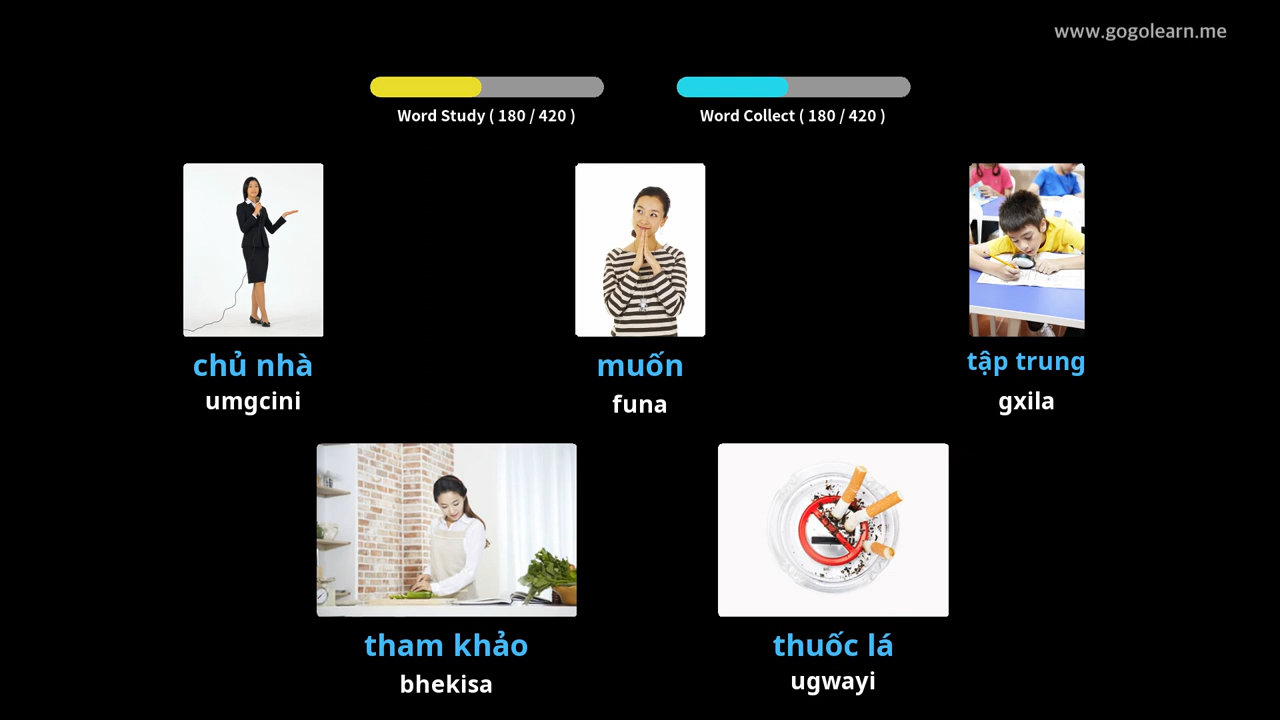 www.gogolearn.me
Word Study ( 180 / 420 )
Word Collect ( 180 / 420 )
chủ nhà
umgcini
muốn
funa
tập trung
gxila
tham khảo
bhekisa
thuốc lá
ugwayi